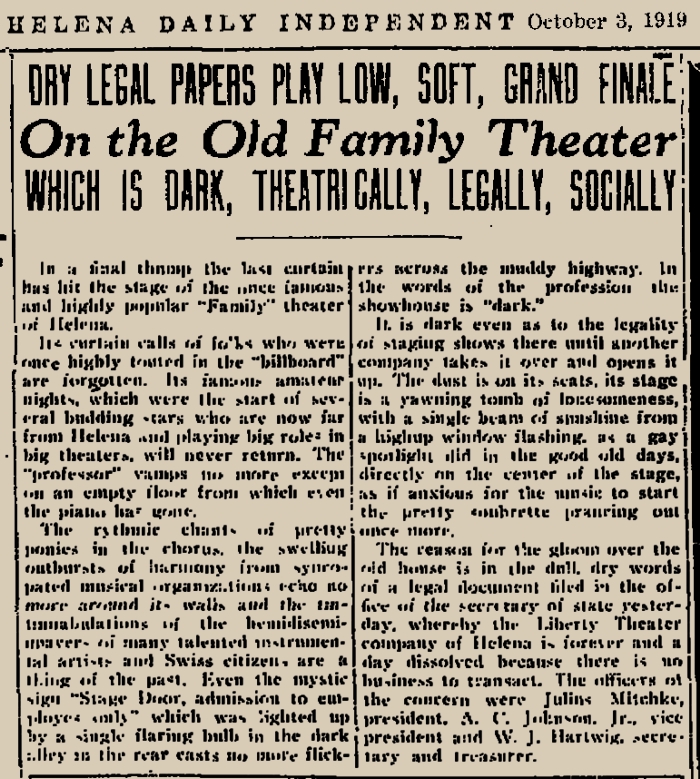 HELENA DAILY INDEPENDENT October 3, 1919
DRY LEGAL PAPERS PLAY LOW, SOFT, GRAND FINALE
On the Old Family Theater
WHICH IS DARK, THEATRICALLY, LEGALLY, SOCIALLY
In a final thump the last curtain
has hit the stage of the once famous
and highly popular "Family" theater
of Helena.
Its curtain calls of folks who were
once highly touted in the "billboard"
are forgotten. Its famous amateur
nights, which were the start of sev-
eral budding stars who are now far
from Helena and playing big roles in
big theaters, will never return. The
"professor" vamps no more except
on an empty floor from which even
the piano has gone.
The rythmic chants of pretty
ponies in the chorus, the swelling
outbursts of harmony from synco-
pated musical organizations echo no
more around its walls and the tin-
tinnabulations of the hemidisemi-
quavers of many talented instrumen-
tal artists and Swiss citizens are a
thing of the past. Even the mystic
sign "Stage Door, admission to em-
ployes only" which was lighted up
by a single flaring bulb in the dark
alley in the rear casts no more flick-
ers across the muddy highway. In
the words of the profession the
showhouse is "dark."
It is dark even as to the legality
of staging shows there until another
company takes it over and opens it
up. The dust is on its seats, its stage
is a yawning tomb of lonesomeness,
with a single beam of sunshine from
a highup window flashing, as a gay
spotlight did in the good old days,
directly on the center of the stage,
as if anxious for the music to start
the pretty soubrette prancing out
once more.
The reason for the gloom over the
old house is in the dull, dry words
of a legal document filed in the of-
fice of the secretary of state yester-
day, whereby the Liberty Theater
company of Helena is forever and a
day dissolved because there is no
business to transact. The officers of
the concern were Julius Mitchke,
president, A. C. Johnson, Jr., vice
president and W. J. Hartwig, secre-
tary and treasurer.